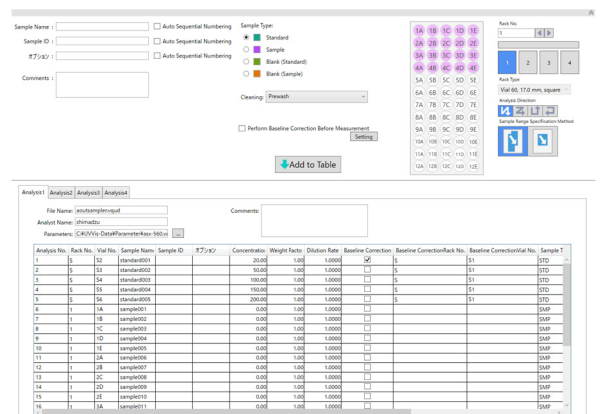 Sample Name :
Auto Sequential Numbering
Sample ID :
Auto Sequential Numbering
オプション :
Auto Sequential Numbering
Comments :
Sample Type:
Standard
Sample
Blank (Standard)
Blank (Sample)
Cleaning: Prewash
Perform Baseline Correction Before Measurement
Setting
Add to Table
1A 1B 1C 1D 1E
2A 2B 2C 2D 2E
3A 3B 3C 3D 3E
4A 4B 4C 4D 4E
5A 5B 5C 5D 5E
6A 6B 6C 6D 6E
7A 7B 7C 7D 7E
8A 8B 8C 8D 8E
9A 9B 9C 9D 9E
10A 10B 10C 10D 10E
11A 11B 11C 11D 11E
12A 12B 12C 12D 12E
Rack No.
1
1 2 3 4
Rack Type
Vial 60, 17.0 mm, square
Analysis Direction
Sample Range Specification Method
Analysis1 Analysis2 Analysis3 Analysis4
File Name: aoutsampler.vqud
Analyst Name: shimadzu
Parameters: C:¥UVVis-Data¥Parameter¥asx-560.vi ...
Comments:
Analysis No. Rack No. Vial No. Sample Name Sample ID オプション Concentration Weight Facto Dilution Rate Baseline Correction Baseline CorrectionRack No. Baseline CorrectionVial No. Sample T
1 S S2 standard001 20.00 1.00 1.0000 S S1 STD
2 S S3 standard002 50.00 1.00 1.0000 S S1 STD
3 S S4 standard003 100.00 1.00 1.0000 S S1 STD
4 S S5 standard004 150.00 1.00 1.0000 S S1 STD
5 S S6 standard005 200.00 1.00 1.0000 S S1 STD
6 1 1A sample001 0.00 1.00 1.0000 SMP
7 1 1B sample002 0.00 1.00 1.0000 SMP
8 1 1C sample003 0.00 1.00 1.0000 SMP
9 1 1D sample004 0.00 1.00 1.0000 SMP
10 1 1E sample005 0.00 1.00 1.0000 SMP
11 1 2A sample006 0.00 1.00 1.0000 SMP
12 1 2B sample007 0.00 1.00 1.0000 SMP
13 1 2C sample008 0.00 1.00 1.0000 SMP
14 1 2D sample009 0.00 1.00 1.0000 SMP
15 1 2E sample010 0.00 1.00 1.0000 SMP
16 1 3A sample011 0.00 1.00 1.0000 SMP